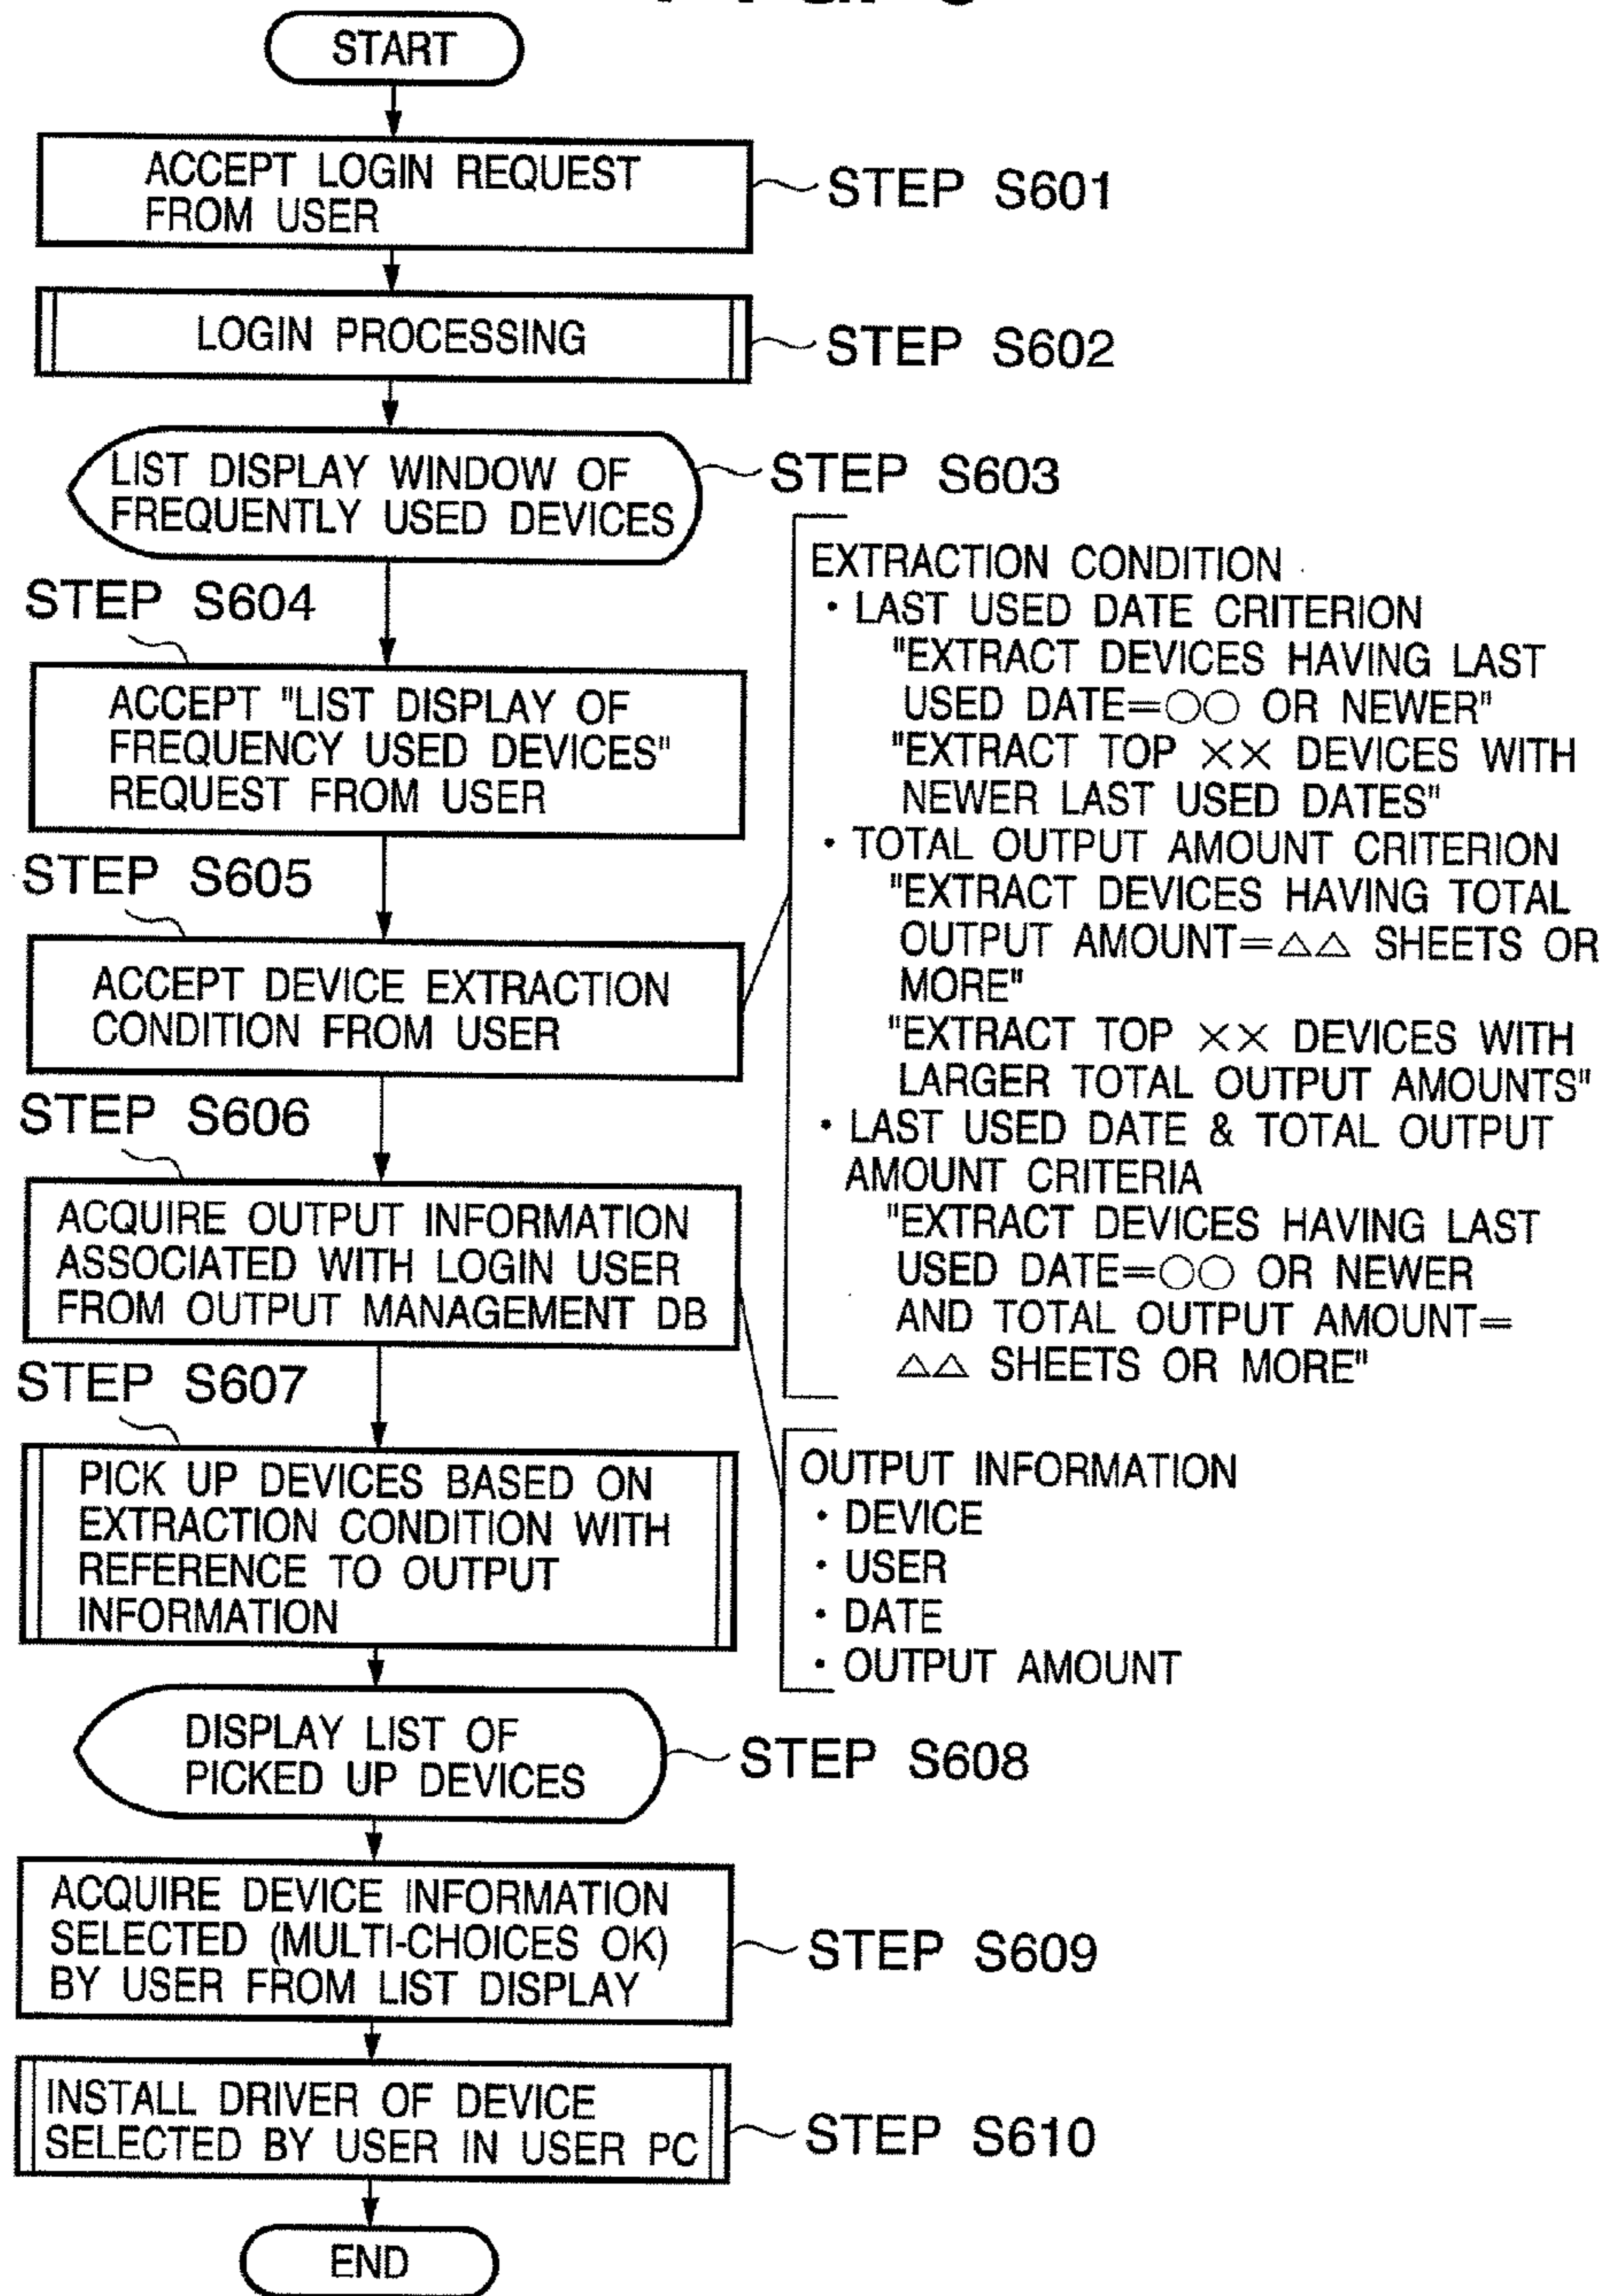 START
ACCEPT LOGIN REQUEST
FROM USER
STEP S601
LOGIN PROCESSING
STEP S602
LIST DISPLAY WINDOW OF
FREQUENTLY USED DEVICES
STEP S603
STEP S604
ACCEPT "LIST DISPLAY OF
FREQUENCY USED DEVICES"
REQUEST FROM USER
STEP S605
ACCEPT DEVICE EXTRACTION
CONDITION FROM USER
EXTRACTION CONDITION
• LAST USED DATE CRITERION
"EXTRACT DEVICES HAVING LAST
USED DATE=○○ OR NEWER"
"EXTRACT TOP ×× DEVICES WITH
NEWER LAST USED DATES"
• TOTAL OUTPUT AMOUNT CRITERION
"EXTRACT DEVICES HAVING TOTAL
OUTPUT AMOUNT=△△ SHEETS OR
MORE"
"EXTRACT TOP ×× DEVICES WITH
LARGER TOTAL OUTPUT AMOUNTS"
• LAST USED DATE & TOTAL OUTPUT
AMOUNT CRITERIA
"EXTRACT DEVICES HAVING LAST
USED DATE=○○ OR NEWER
AND TOTAL OUTPUT AMOUNT=
△△ SHEETS OR MORE"
STEP S606
ACQUIRE OUTPUT INFORMATION
ASSOCIATED WITH LOGIN USER
FROM OUTPUT MANAGEMENT DB
OUTPUT INFORMATION
• DEVICE
• USER
• DATE
• OUTPUT AMOUNT
STEP S607
PICK UP DEVICES BASED ON
EXTRACTION CONDITION WITH
REFERENCE TO OUTPUT
INFORMATION
DISPLAY LIST OF
PICKED UP DEVICES
STEP S608
ACQUIRE DEVICE INFORMATION
SELECTED (MULTI-CHOICES OK)
BY USER FROM LIST DISPLAY
STEP S609
INSTALL DRIVER OF DEVICE
SELECTED BY USER IN USER PC
STEP S610
END